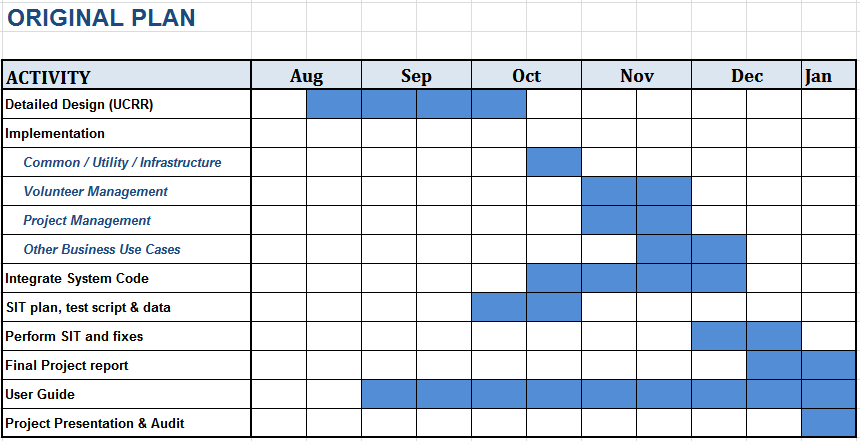 ORIGINAL PLAN
ACTIVITY Aug Sep Oct Nov Dec Jan
Detailed Design (UCRR)
Implementation
Common / Utility / Infrastructure
Volunteer Management
Project Management
Other Business Use Cases
Integrate System Code
SIT plan, test script & data
Perform SIT and fixes
Final Project report
User Guide
Project Presentation & Audit